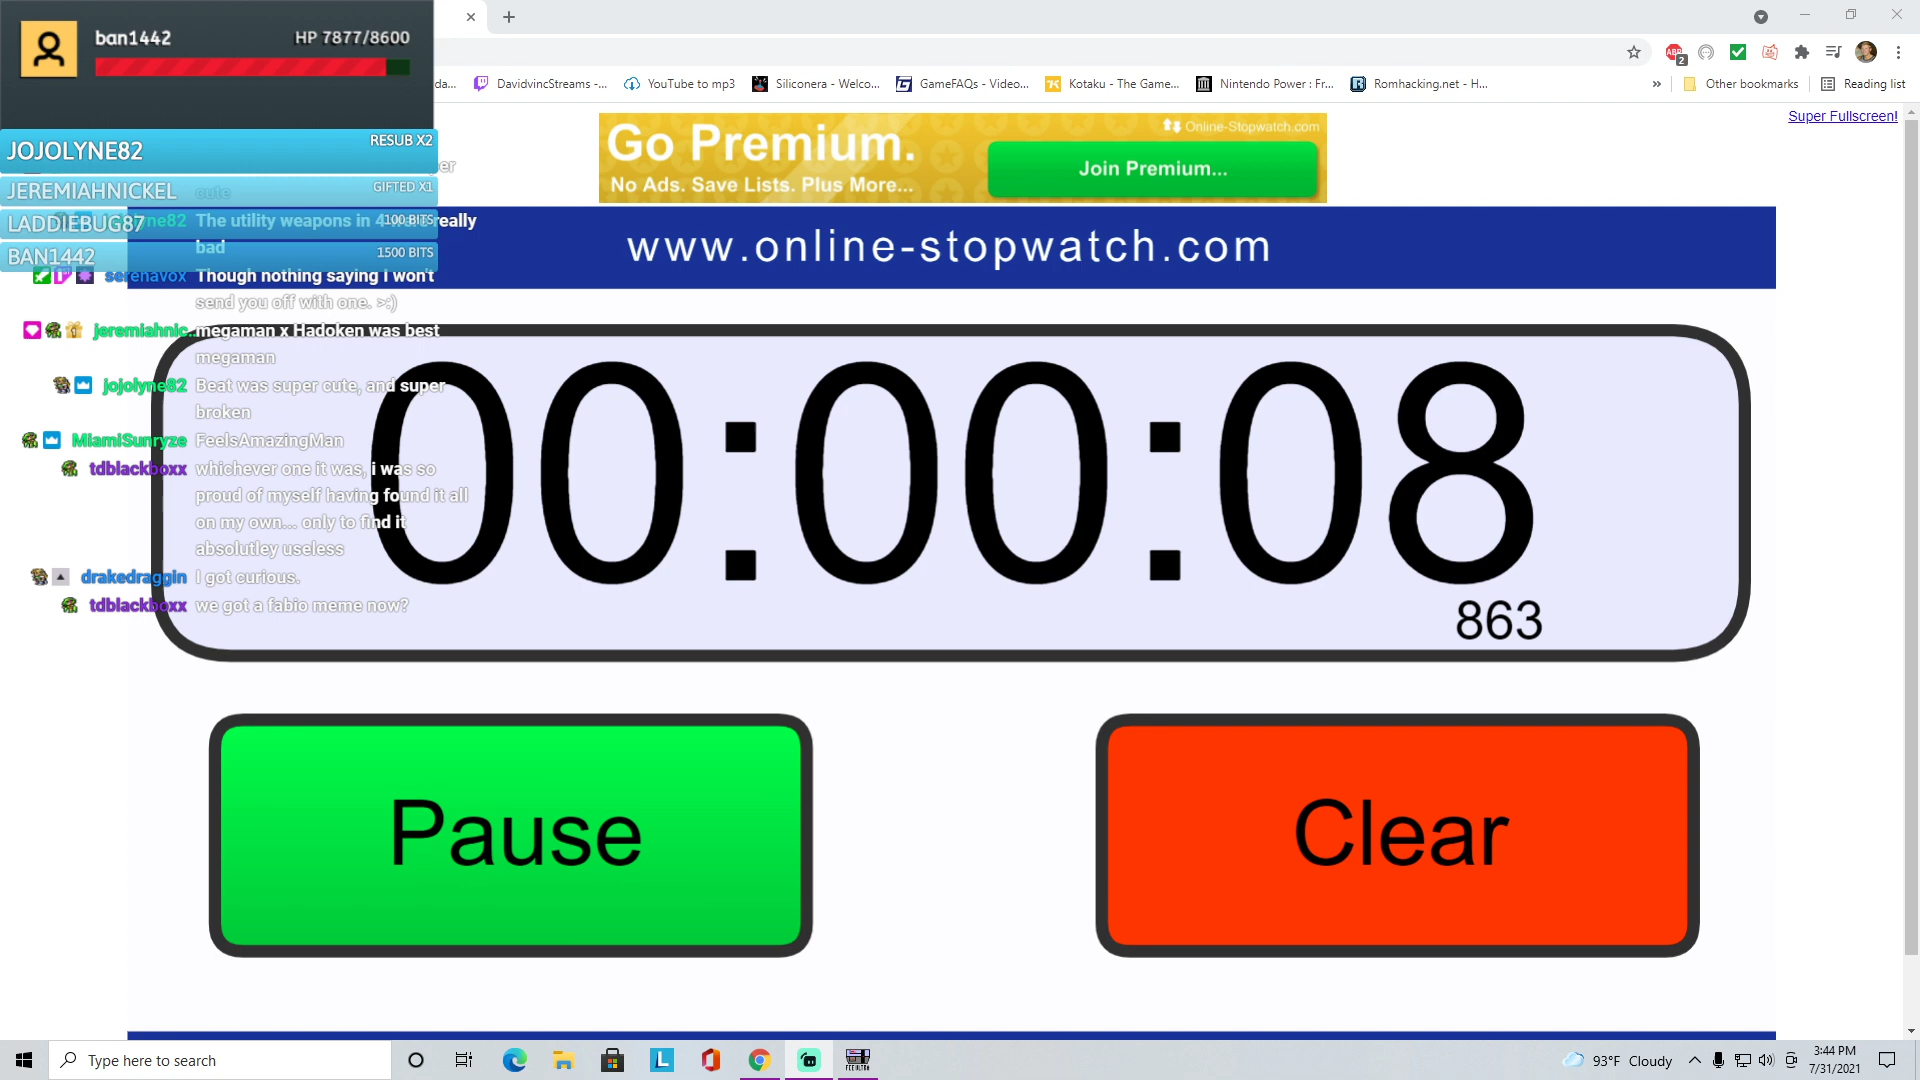 ban1442 HP 7877/8600
da... DavidvincStreams -... YouTube to mp3 Siliconera - Welco... GameFAQs - Video... Kotaku - The Game... Nintendo Power : Fr... Romhacking.net - H... » Other bookmarks Reading list
Super Fullscreen!
Go Premium.
No Ads. Save Lists. Plus More...
Online-Stopwatch.com
Join Premium...
www.online-stopwatch.com
JOJOLYNE82 RESUB X2
JEREMIAHNICKEL GIFTED X1
LADDIEBUG87 100 BITS
BAN1442 1500 BITS
cute
The utility weapons in 4 were really
bad
serenavox Though nothing saying I won't
send you off with one. >:)
jeremiahnic.. megaman x Hadoken was best
megaman
jojolyne82 Beat was super cute, and super
broken
MiamiSunryze FeelsAmazingMan
tdblackboxx whichever one it was, i was so
proud of myself having found it all
on my own... only to find it
absolutley useless
drakedraggin I got curious.
tdblackboxx we got a fabio meme now?
00:00:08
863
Pause
Clear
Type here to search
93°F Cloudy
3:44 PM
7/31/2021